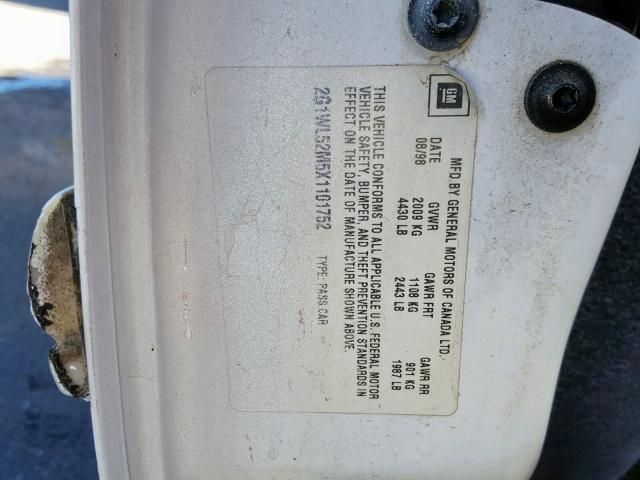 GM
MFD BY GENERAL MOTORS OF CANADA LTD.
DATE GVWR GAWR FRT GAWR RR
08/98 2009 KG 1108 KG 901 KG
4430 LB 2443 LB 1987 LB
THIS VEHICLE CONFORMS TO ALL APPLICABLE U.S. FEDERAL MOTOR
VEHICLE SAFETY, BUMPER, AND THEFT PREVENTION STANDARDS IN
EFFECT ON THE DATE OF MANUFACTURE SHOWN ABOVE.
2G1WL52M5X1101752 TYPE: PASS CAR